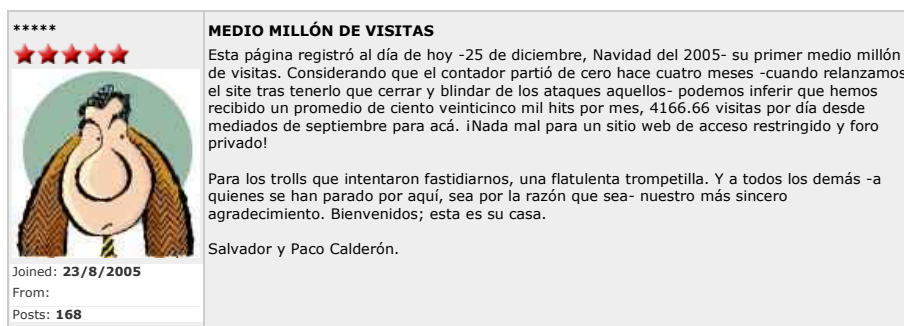 *****
Joined: 23/8/2005
From:
Posts: 168
MEDIO MILLÓN DE VISITAS
Esta página registró al día de hoy -25 de diciembre, Navidad del 2005- su primer medio millón
de visitas. Considerando que el contador partió de cero hace cuatro meses -cuando relanzamos
el site tras tenerlo que cerrar y blindar de los ataques aquellos- podemos inferir que hemos
recibido un promedio de ciento veinticinco mil hits por mes, 4166.66 visitas por día desde
mediados de septiembre para acá. ¡Nada mal para un sitio web de acceso restringido y foro
privado!
Para los trolls que intentaron fastidiarnos, una flatulenta trompetilla. Y a todos los demás -a
quienes se han parado por aquí, sea por la razón que sea- nuestro más sincero
agradecimiento. Bienvenidos; esta es su casa.
Salvador y Paco Calderón.